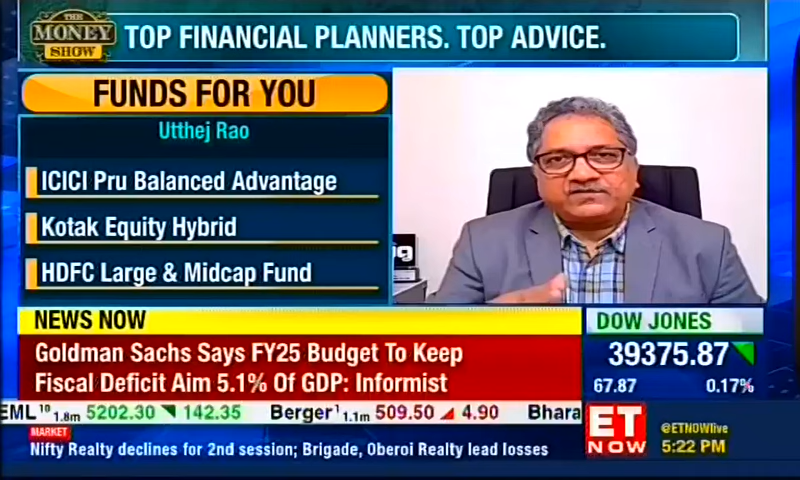 THE
MONEY
SHOW
TOP FINANCIAL PLANNERS. TOP ADVICE.
FUNDS FOR YOU
Utthej Rao
ICICI Pru Balanced Advantage
Kotak Equity Hybrid
HDFC Large & Midcap Fund
NEWS NOW
Goldman Sachs Says FY25 Budget To Keep
Fiscal Deficit Aim 5.1% Of GDP: Informist
DOW JONES
39375.87
67.87 0.17%
EML 10 1.8m 5202.30 142.35 Berger 1 1.1m 509.50 4.90 Bhara
ET
NOW
@ETNOWlive
5:22 PM
MARKET
Nifty Realty declines for 2nd session; Brigade, Oberoi Realty lead losses